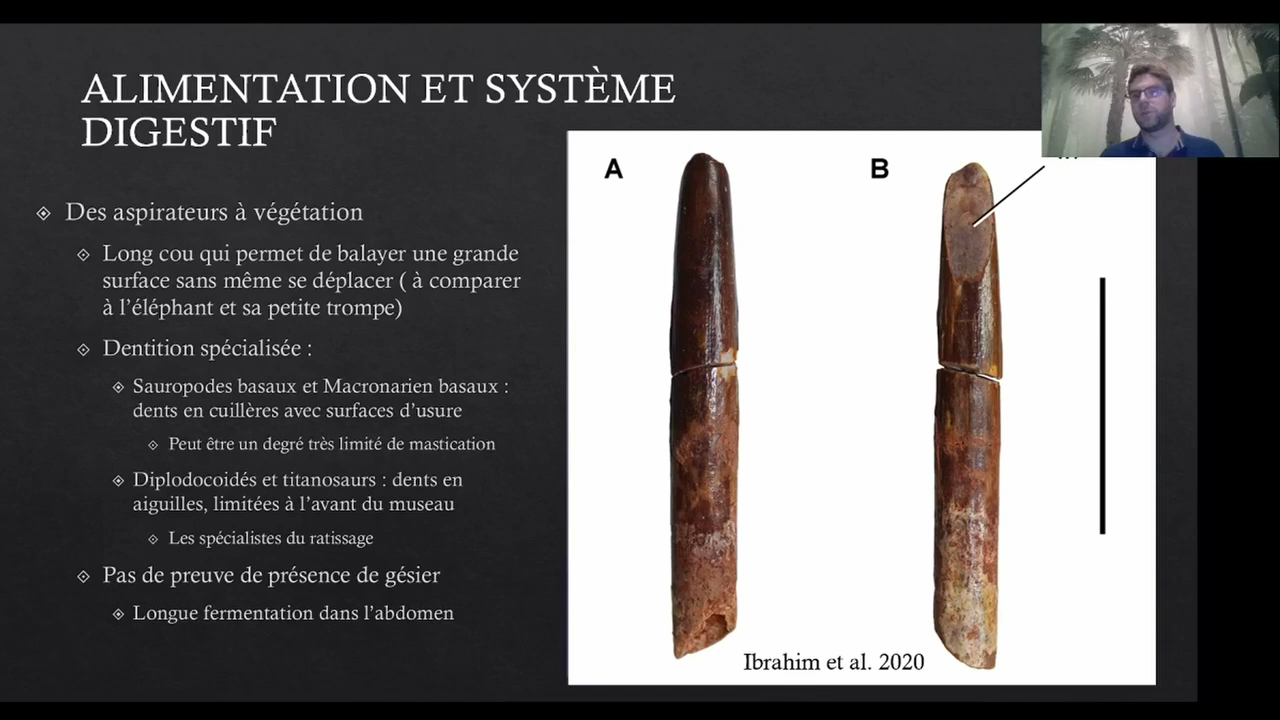 ALIMENTATION ET SYSTÈME
DIGESTIF
Des aspirateurs à végétation
Long cou qui permet de balayer une grande
surface sans même se déplacer ( à comparer
à l'éléphant et sa petite trompe)
Dentition spécialisée :
Sauropodes basaux et Macronarien basaux :
dents en cuillères avec surfaces d'usure
Peut être un degré très limité de mastication
Diplodocoidés et titanosaurs : dents en
aiguilles, limitées à l'avant du museau
Les spécialistes du ratissage
Pas de preuve de présence de gésier
Longue fermentation dans l'abdomen
A
B
Ibrahim et al. 2020